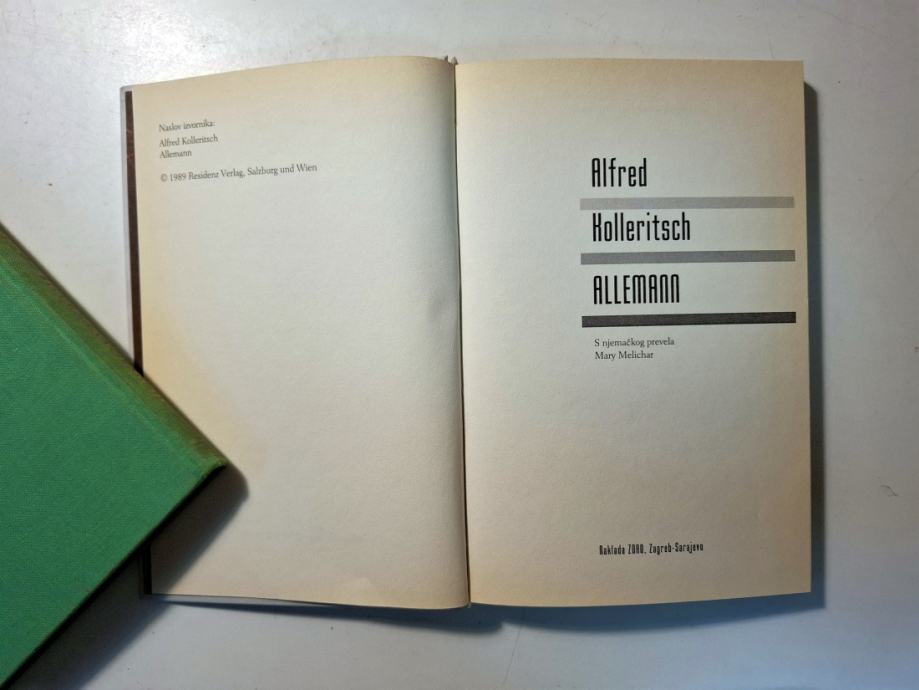 Naslov izvornika:
Alfred Kolleritsch
Allemann
© 1989 Residenz Verlag, Salzburg und Wien
Alfred
Kolleritsch
ALLEMANN
S njemačkog prevela
Mary Melichar
Naklada ZORO, Zagreb-Sarajevo